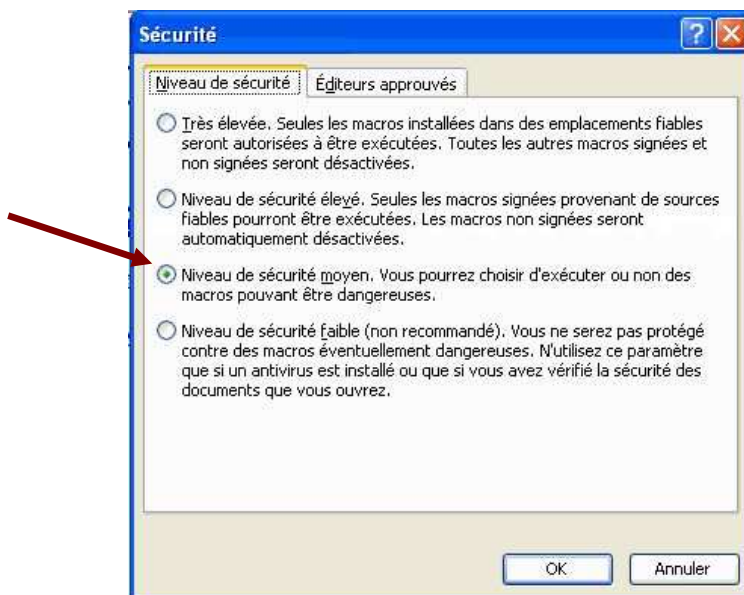 Sécurité
Niveau de sécurité Éditeurs approuvés
Très élevée. Seules les macros installées dans des emplacements fiables
seront autorisées à être exécutées. Toutes les autres macros signées et
non signées seront désactivées.
Niveau de sécurité élevé. Seules les macros signées provenant de sources
fiables pourront être exécutées. Les macros non signées seront
automatiquement désactivées.
Niveau de sécurité moyen. Vous pourrez choisir d'exécuter ou non des
macros pouvant être dangereuses.
Niveau de sécurité faible (non recommandé). Vous ne serez pas protégé
contre des macros éventuellement dangereuses. N'utilisez ce paramètre
que si un antivirus est installé ou que si vous avez vérifié la sécurité des
documents que vous ouvrez.
OK Annuler